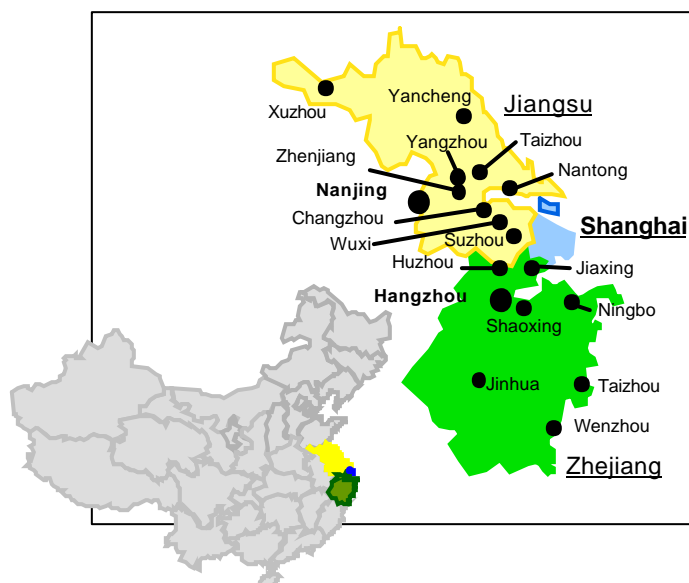 Xuzhou
Yancheng
Jiangsu
Yangzhou
Taizhou
Zhenjiang
Nantong
Nanjing
Changzhou
Shanghai
Wuxi
Suzhou
Huzhou
Jiaxing
Hangzhou
Ningbo
Shaoxing
Jinhua
Taizhou
Wenzhou
Zhejiang